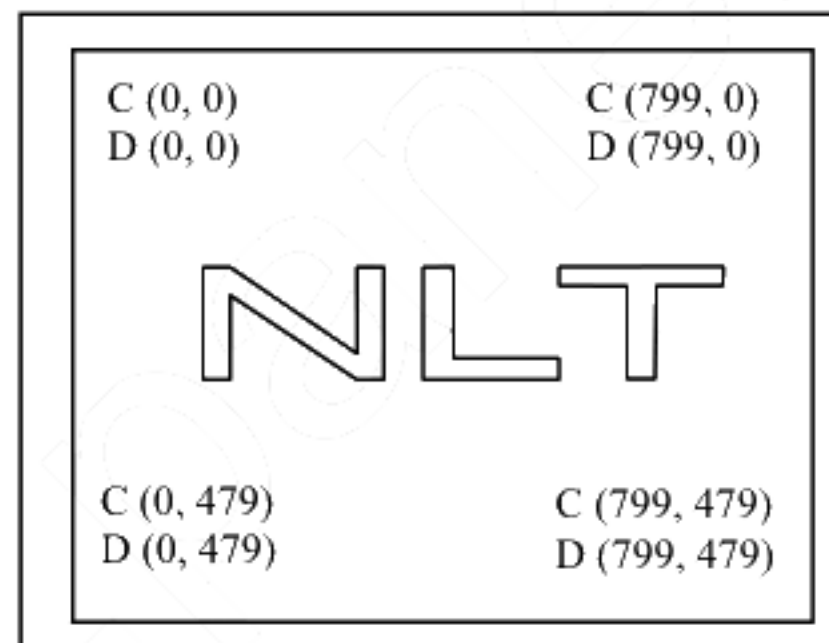 C (0, 0)
C (799, 0)
D (0, 0)
D (799, 0)
NLT
C (0, 479)
C (799, 479)
D (0, 479)
D (799, 479)